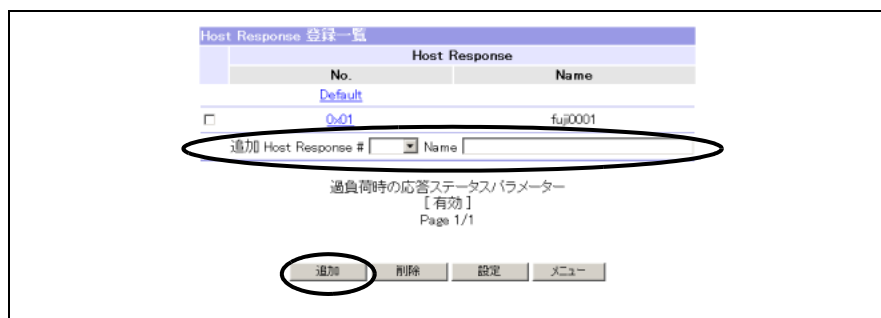 Host Response 登録一覧
Host Response
No. Name
Default
0x01 fuji0001
追加 Host Response # Name
過負荷時の応答ステータスパラメーター
[ 有効 ]
Page 1/1
追加 削除 設定 メニュー